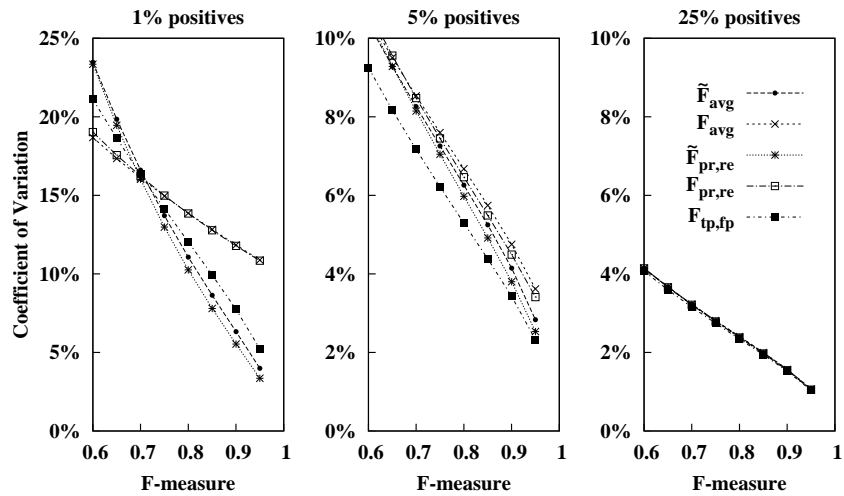 1% positives
5% positives
25% positives
Coefficient of Variation
25%
20%
15%
10%
5%
0%
0.6 0.7 0.8 0.9 1
F-measure
10%
8%
6%
4%
2%
0%
0.6 0.7 0.8 0.9 1
F-measure
10%
8%
6%
4%
2%
0%
0.6 0.7 0.8 0.9 1
F-measure
F̃avg
Favg
F̃pr,re
Fpr,re
Ftp,fp